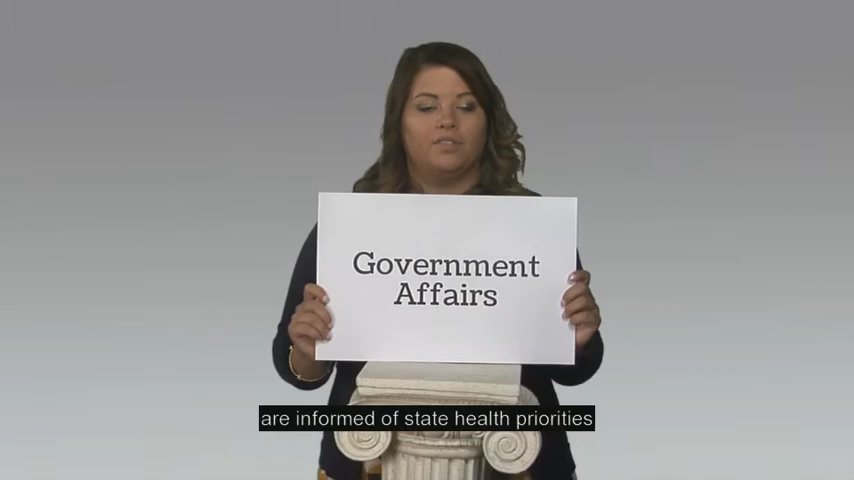 Government
Affairs
are informed of state health priorities